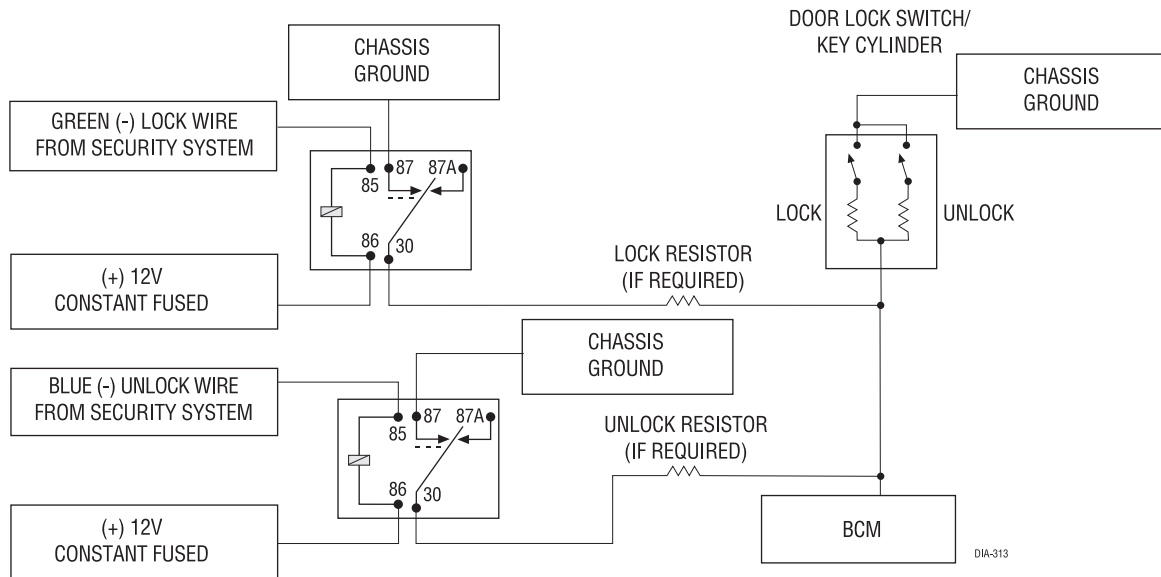 DOOR LOCK SWITCH/
KEY CYLINDER
CHASSIS
GROUND
CHASSIS
GROUND
GREEN (-) LOCK WIRE
FROM SECURITY SYSTEM
85
87
87A
86
30
LOCK
UNLOCK
(+) 12V
CONSTANT FUSED
LOCK RESISTOR
(IF REQUIRED)
CHASSIS
GROUND
BLUE (-) UNLOCK WIRE
FROM SECURITY SYSTEM
85
87
87A
86
30
UNLOCK RESISTOR
(IF REQUIRED)
(+) 12V
CONSTANT FUSED
BCM
DIA-313